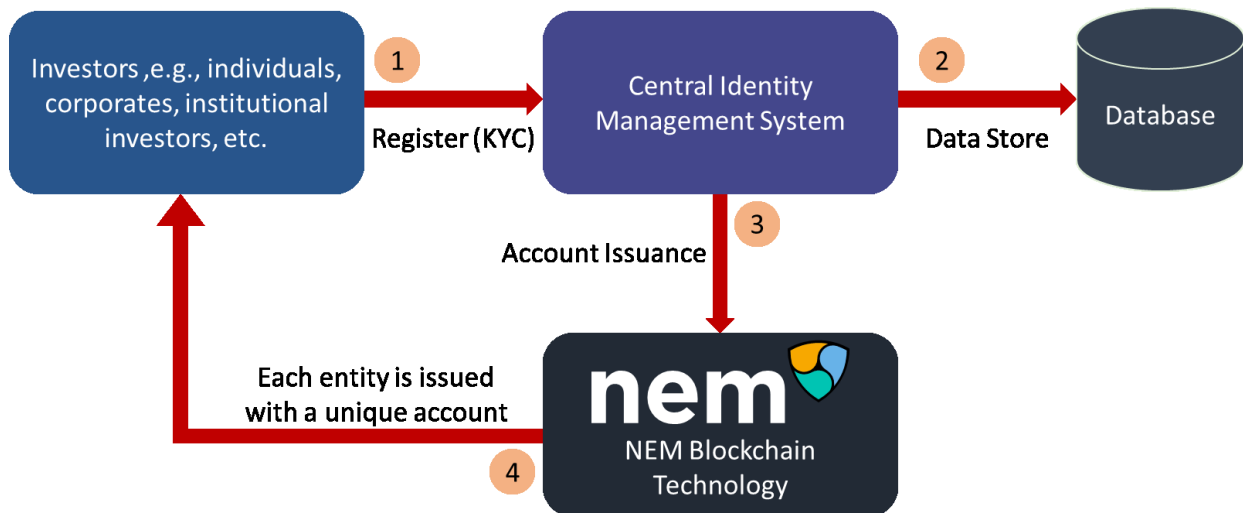 Investors ,e.g., individuals,
corporates, institutional
investors, etc.
1
Register (KYC)
Central Identity
Management System
2
Data Store
Database
3
Account Issuance
nem
NEM Blockchain
Technology
4
Each entity is issued
with a unique account